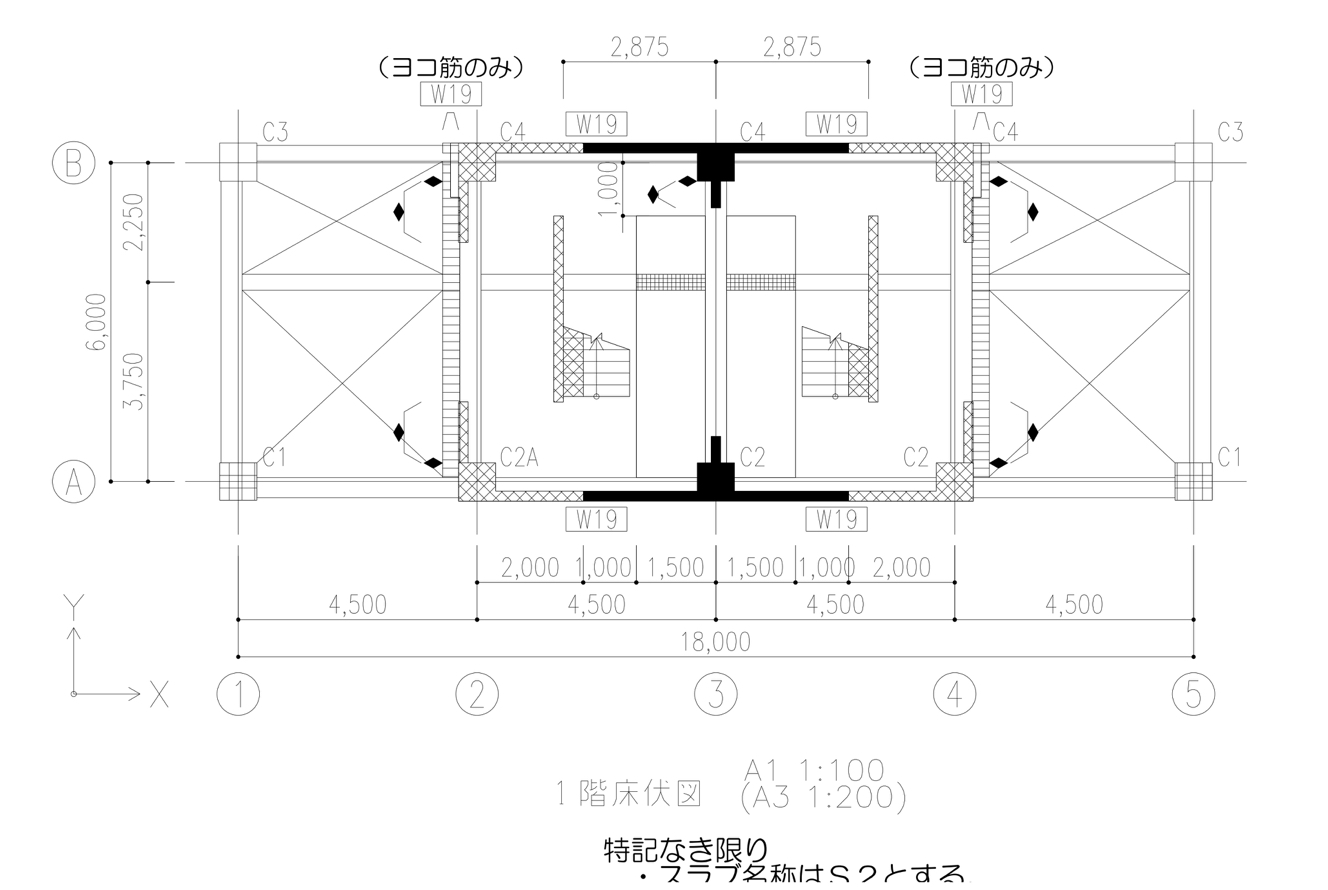 2,875 2,875
(ヨコ筋のみ) (ヨコ筋のみ)
W19 W19
W19 W19
C3 C4 C4 C4 C3
B
1,000
2,250
6,000
3,750
C1 C2A C2 C2 C1
A
W19 W19
2,000 1,000 1,500 1,500 1,000 2,000
4,500 4,500 4,500 4,500
18,000
Y
X
1 2 3 4 5
1階床伏図 A1 1:100
(A3 1:200)
特記なき限り
・スラブ名称はS2とする。